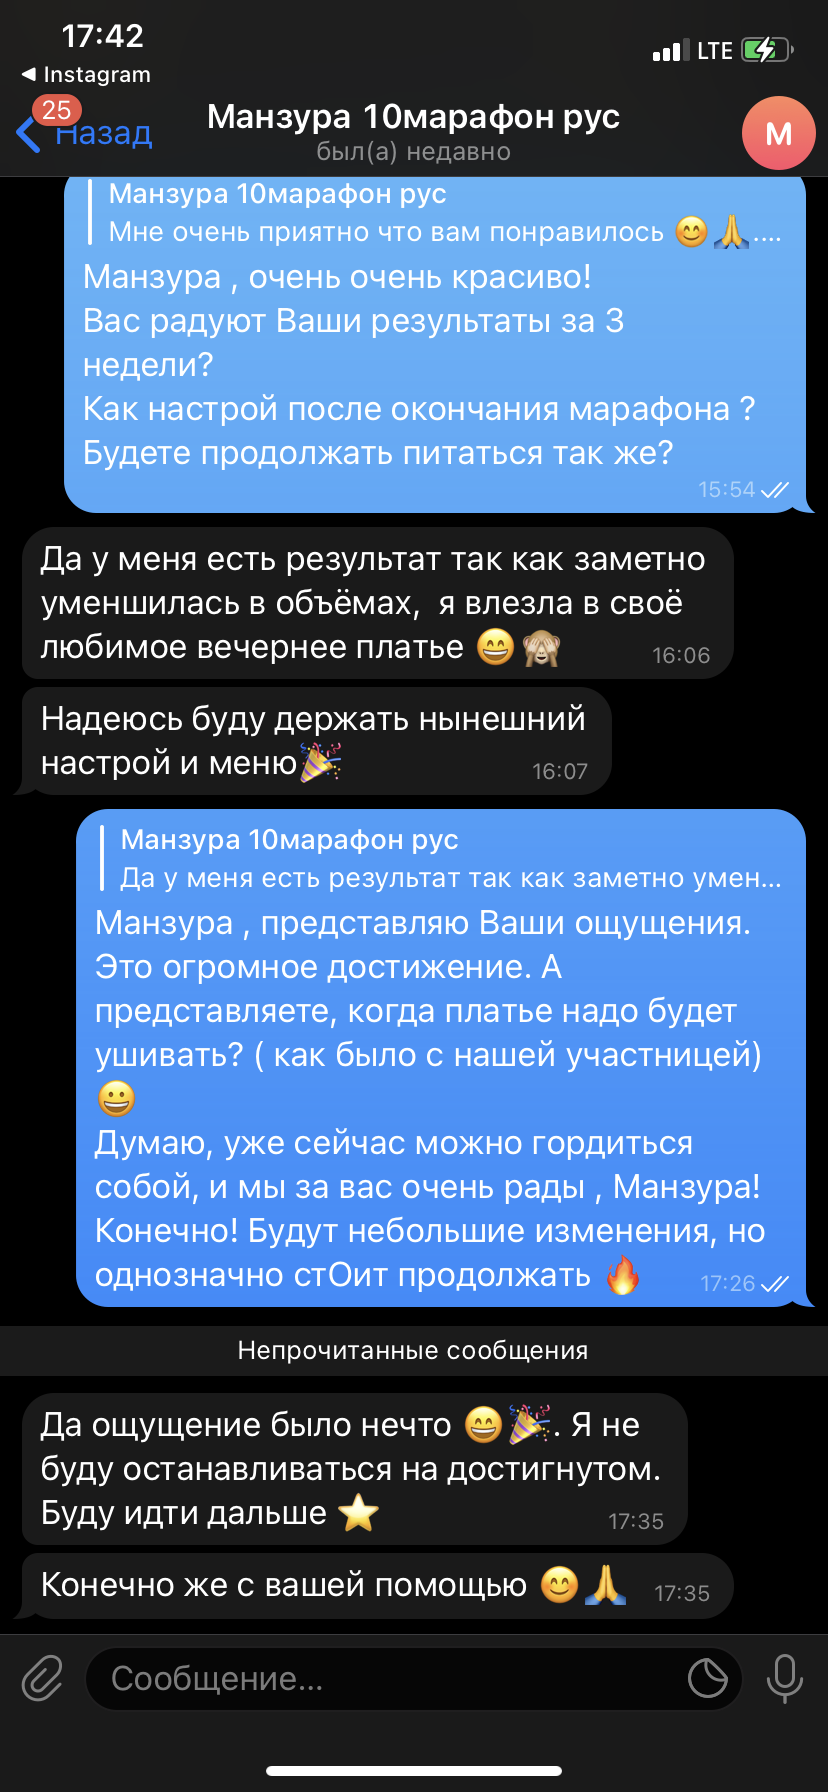 17:42
LTE
◀ Instagram
25
Назад
Манзура 10марафон рус
был(а) недавно
М
Манзура 10марафон рус
Мне очень приятно что вам понравилось 😊🙏....
Манзура , очень очень красиво!
Вас радуют Ваши результаты за 3
недели?
Как настрой после окончания марафона ?
Будете продолжать питаться так же?
15:54
Да у меня есть результат так как заметно
уменшилась в объёмах,  я влезла в своё
любимое вечернее платье 😄🙈
16:06
Надеюсь буду держать нынешний
настрой и меню🎉
16:07
Манзура 10марафон рус
Да у меня есть результат так как заметно умен...
Манзура , представляю Ваши ощущения.
Это огромное достижение. А
представляете, когда платье надо будет
ушивать? ( как было с нашей участницей)
😀
Думаю, уже сейчас можно гордиться
собой, и мы за вас очень рады , Манзура!
Конечно! Будут небольшие изменения, но
однозначно стОит продолжать 🔥
17:26
Непрочитанные сообщения
Да ощущение было нечто 😄🎉. Я не
буду останавливаться на достигнутом.
Буду идти дальше ⭐
17:35
Конечно же с вашей помощью 😊🙏
17:35
Сообщение...